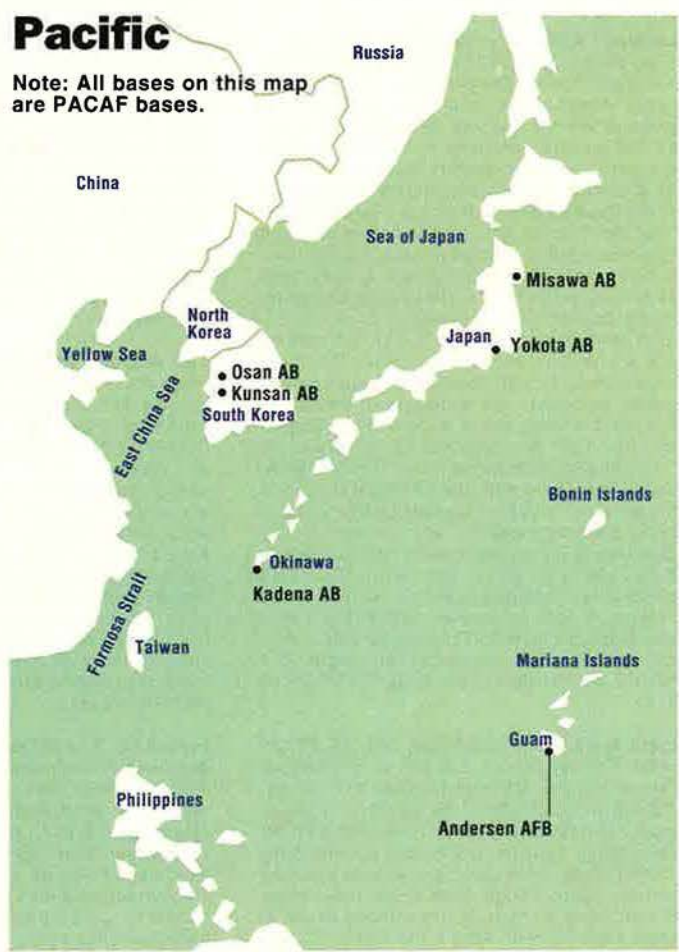 Pacific
Note: All bases on this map
are PACAF bases.
Russia
China
Sea of Japan
Misawa AB
North
Korea
Japan
Yokota AB
Yellow Sea
Osan AB
Kunsan AB
South Korea
East China Sea
Bonin Islands
Okinawa
Kadena AB
Formosa Strait
Taiwan
Mariana Islands
Guam
Philippines
Andersen AFB